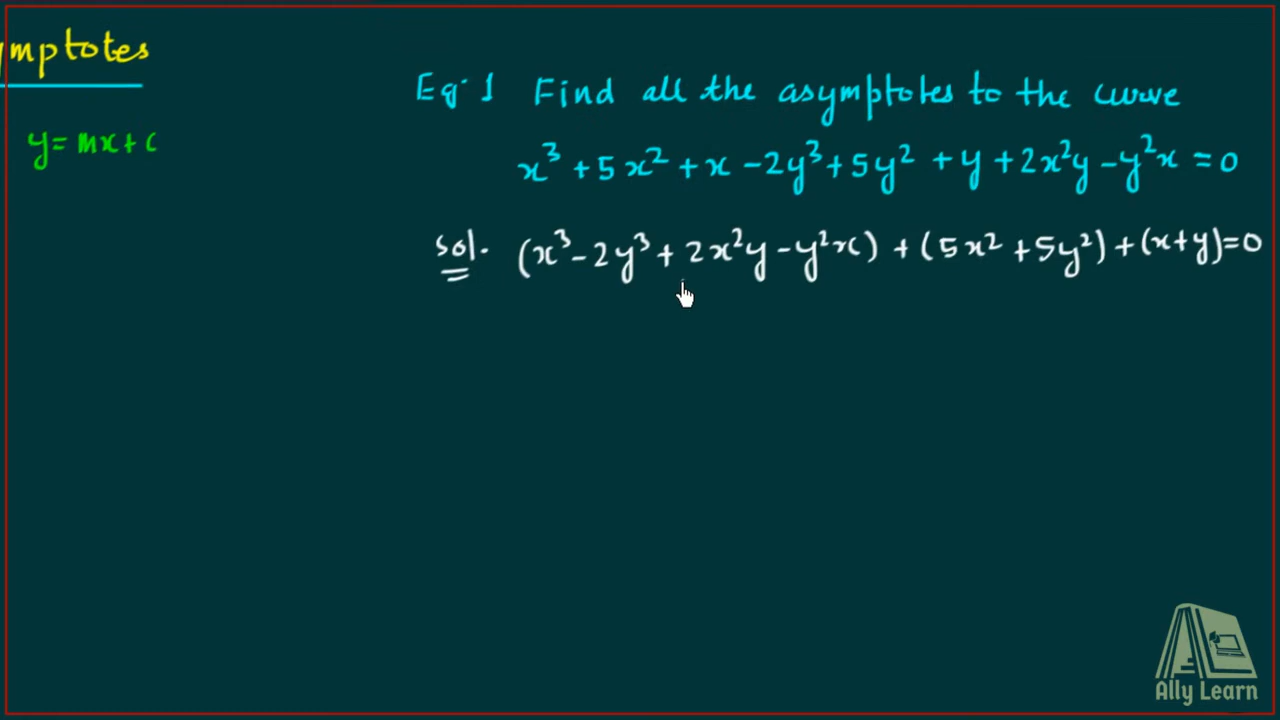 mptotes
y = mx + c
Eg. 1 Find all the asymptotes to the curve
x³ + 5x² + x - 2y³ + 5y² + y + 2x²y - y²x = 0
Sol. (x³ - 2y³ + 2x²y - y²x) + (5x² + 5y²) + (x + y) = 0
Ally Learn